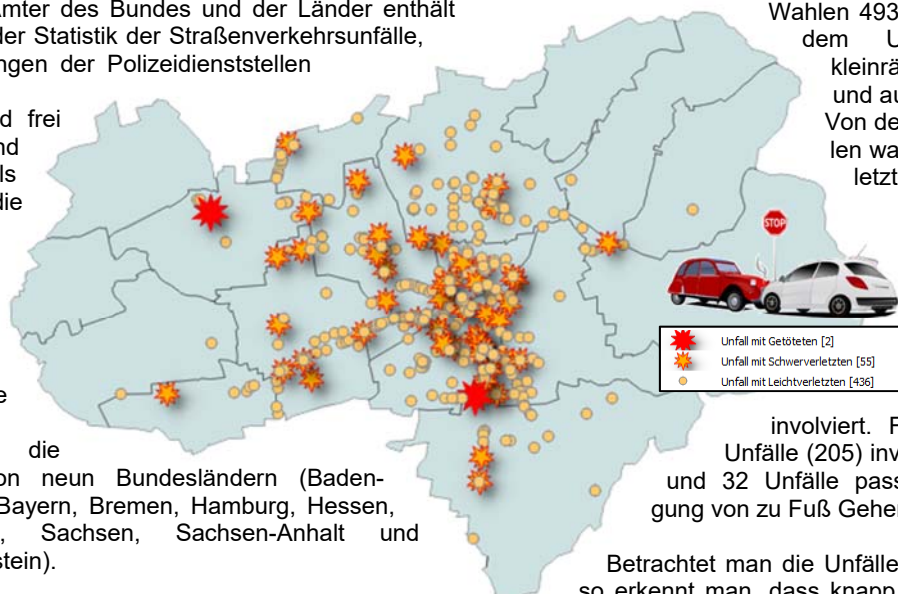 Ämter des Bundes und der Länder enthält
der Statistik der Straßenverkehrsunfälle,
ngen der Polizeidienststellen
d frei
nd
ls
die
e
die
on neun Bundesländern (Baden-
Bayern, Bremen, Hamburg, Hessen,
, Sachsen, Sachsen-Anhalt und
stein).
Wahlen 493
dem U
kleinrä
und au
Von de
len wa
letzt
STOP
Unfall mit Getöteten [2]
Unfall mit Schwerverletzten [55]
Unfall mit Leichtverletzten [436]
involviert. F
Unfälle (205) inv
und 32 Unfälle pass
gung von zu Fuß Gehen
Betrachtet man die Unfälle
so erkennt man, dass knapp